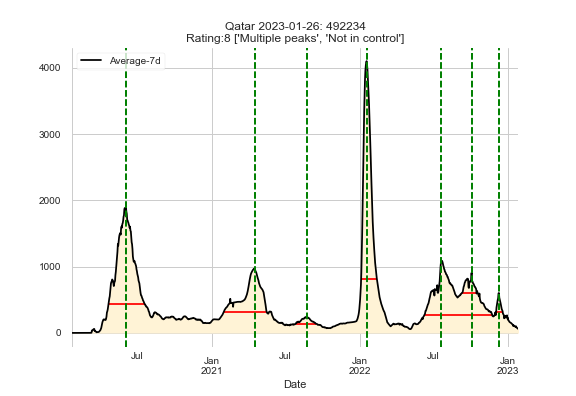 Qatar 2023-01-26: 492234
Rating:8 ['Multiple peaks', 'Not in control']
Average-7d
4000
3000
2000
1000
0
Jul
Jan
2021
Jul
Jan
2022
Jul
Jan
2023
Date